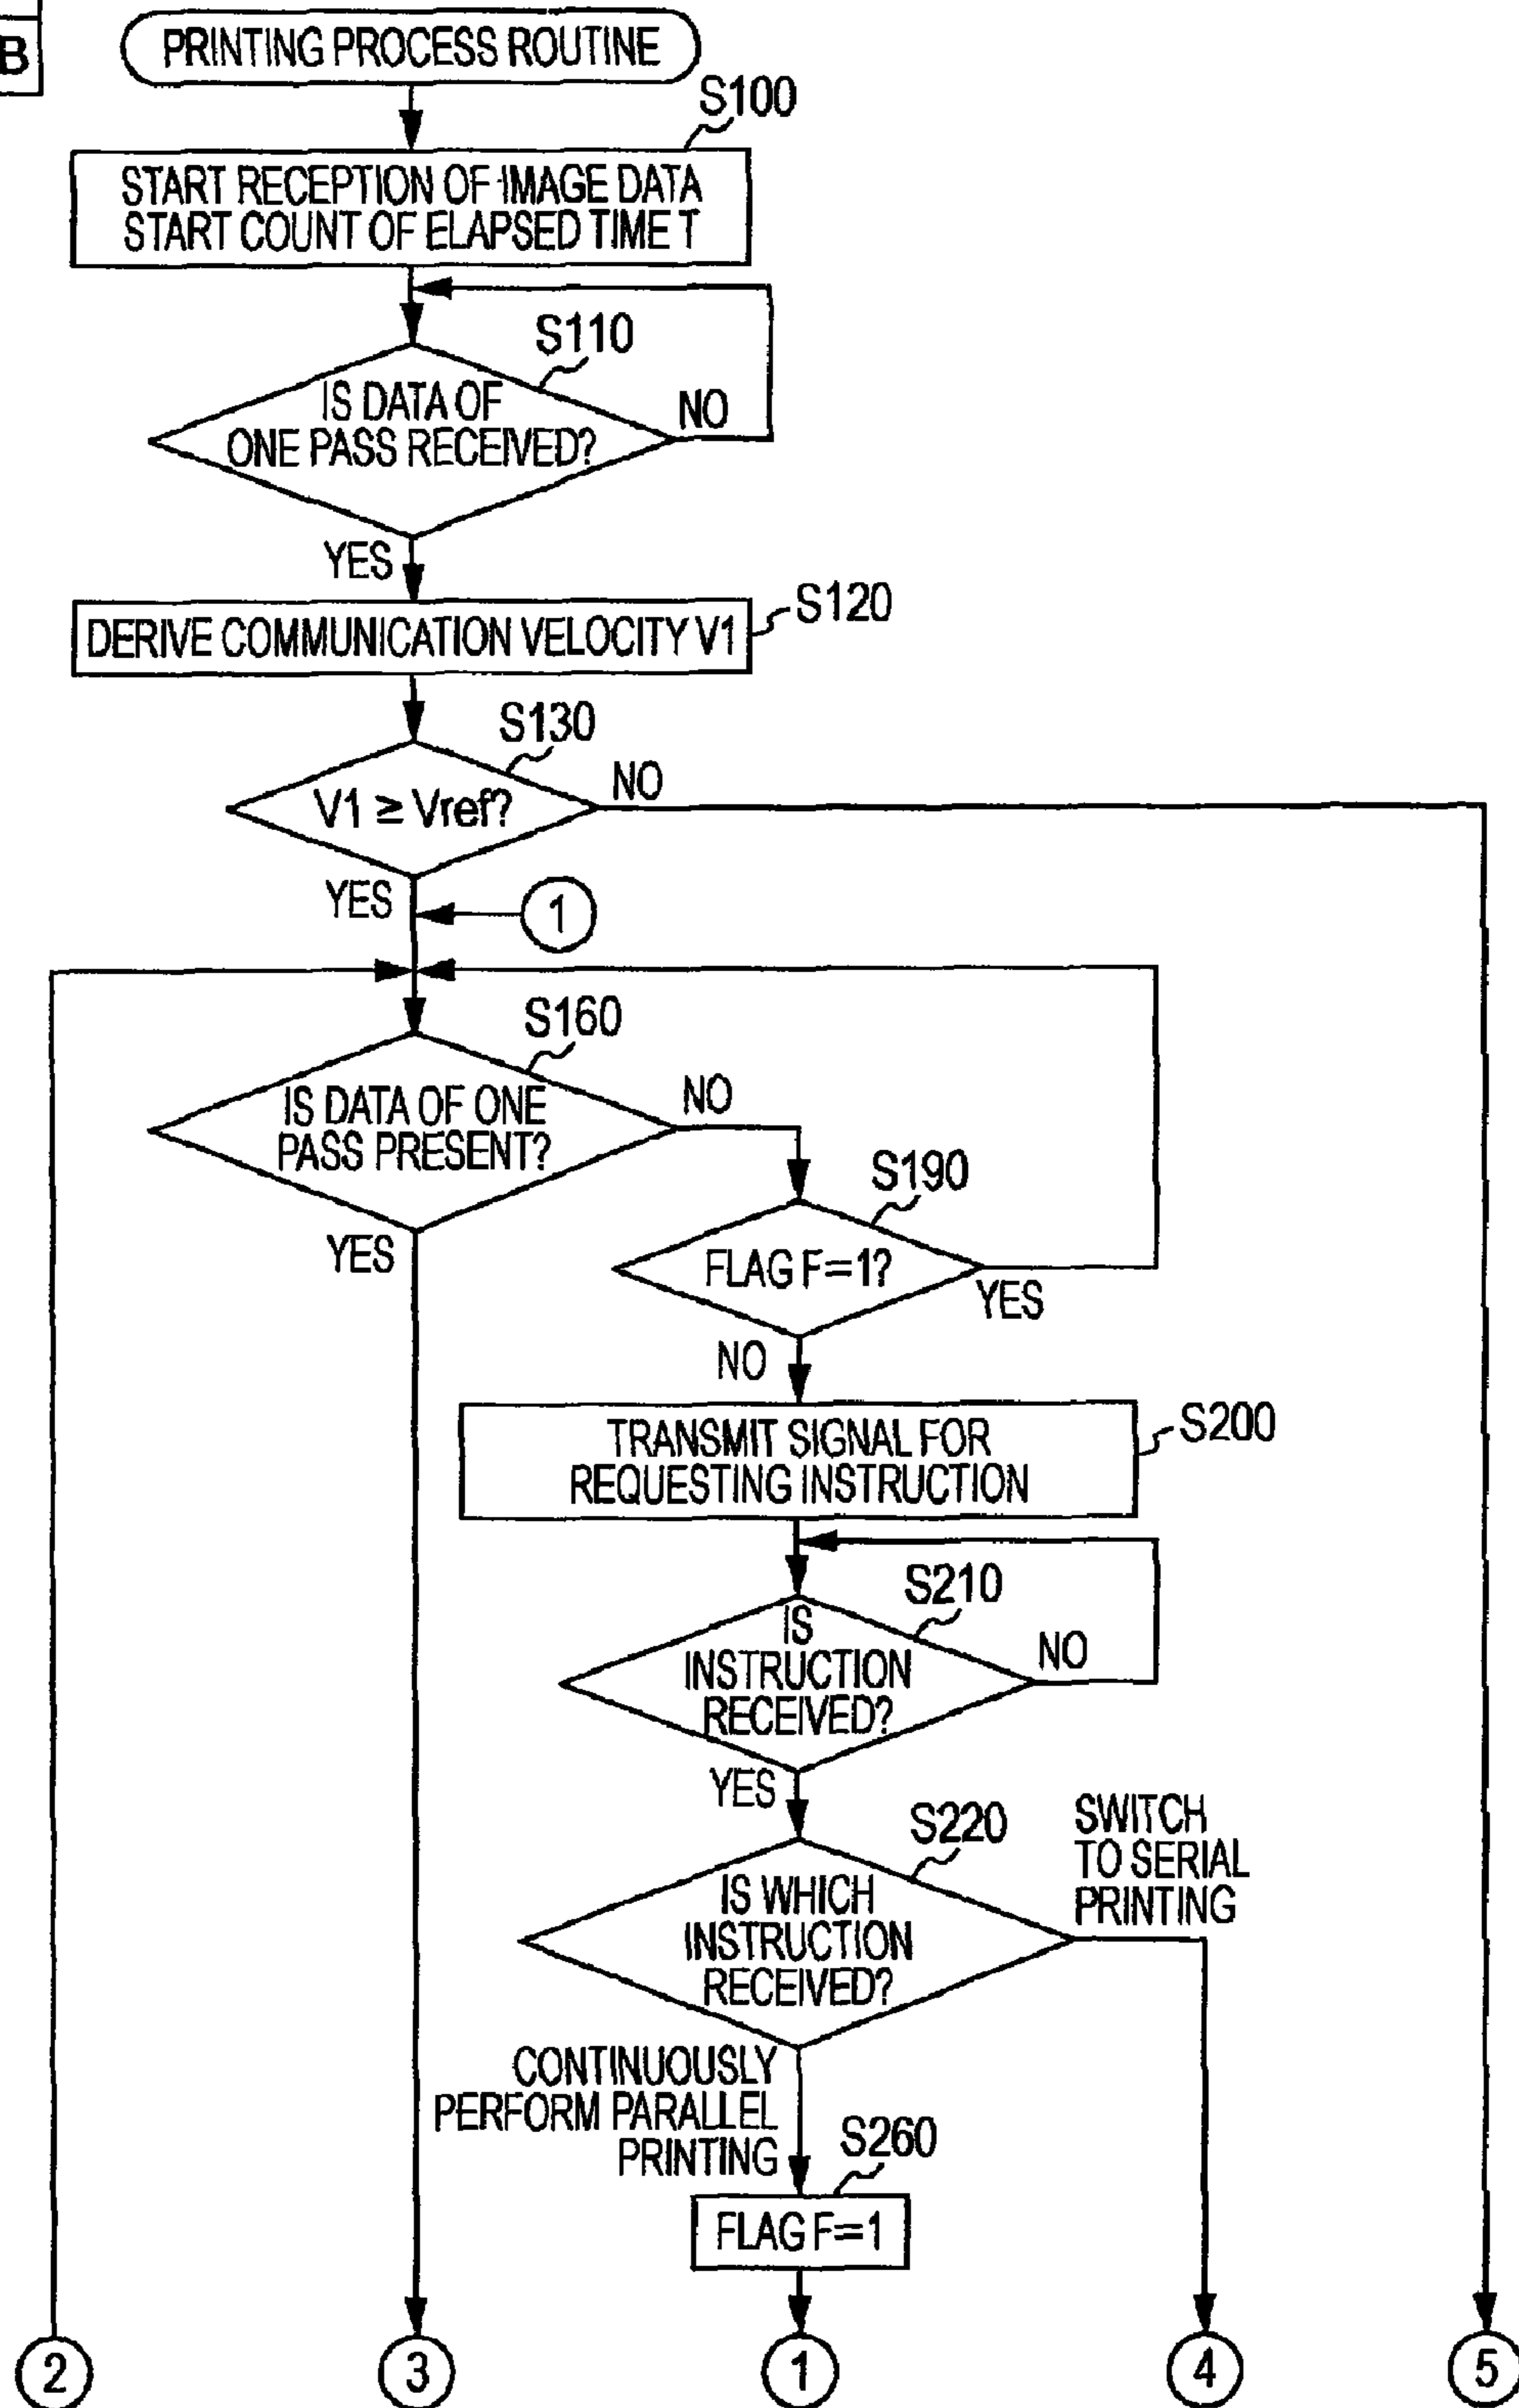 B
PRINTING PROCESS ROUTINE
S100
START RECEPTION OF IMAGE DATA
START COUNT OF ELAPSED TIME T
S110
IS DATA OF
ONE PASS RECEIVED?
NO
YES
S120
DERIVE COMMUNICATION VELOCITY V1
S130
V1 ≥ Vref?
NO
YES
1
S160
IS DATA OF ONE
PASS PRESENT?
NO
YES
S190
FLAG F=1?
YES
NO
S200
TRANSMIT SIGNAL FOR
REQUESTING INSTRUCTION
S210
IS
INSTRUCTION
RECEIVED?
NO
YES
S220
IS WHICH
INSTRUCTION
RECEIVED?
SWITCH
TO SERIAL
PRINTING
CONTINUOUSLY
PERFORM PARALLEL
PRINTING
S260
FLAG F=1
2
3
1
4
5